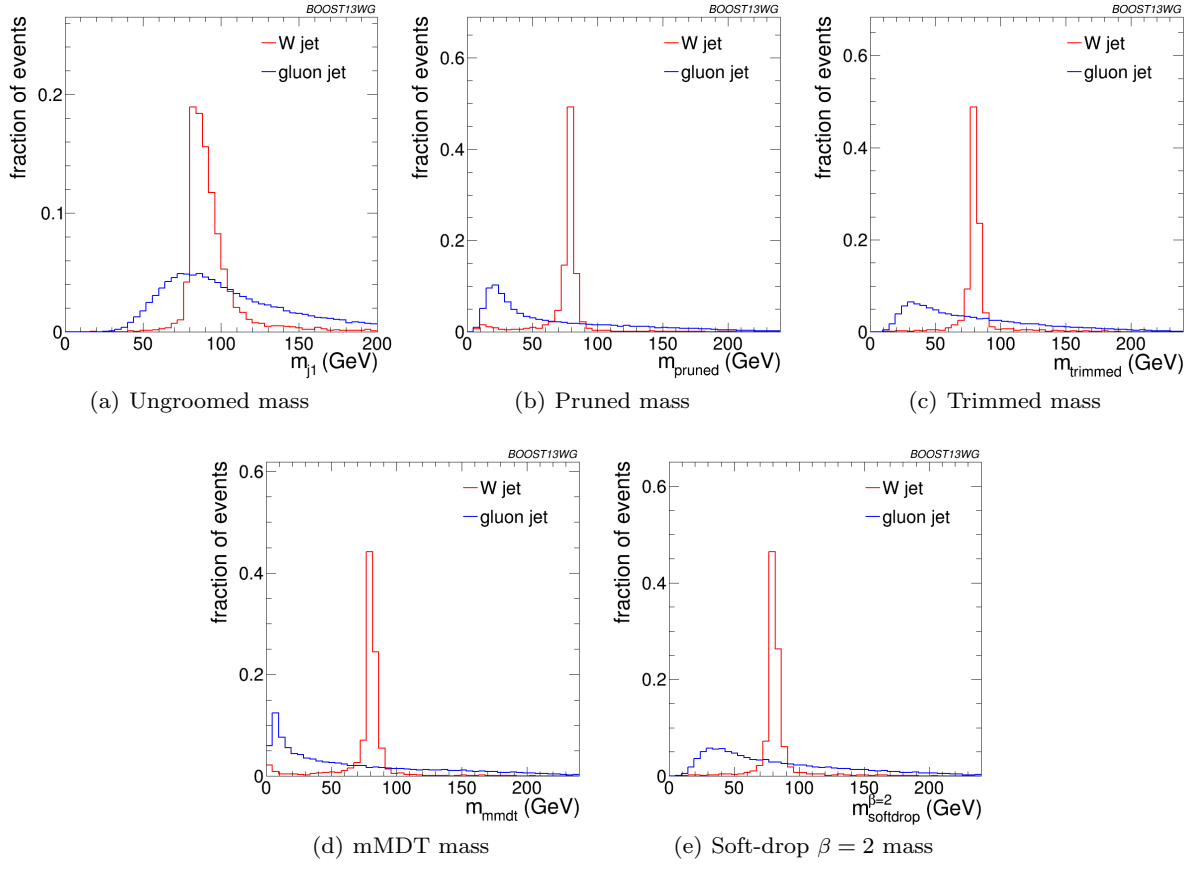 BOOST13WG
fraction of events
W jet
gluon jet
0.2
0.1
0
0 50 100 150 200
m_j1 (GeV)
(a) Ungroomed mass
fraction of events
W jet
gluon jet
0.6
0.4
0.2
0
0 50 100 150 200
m_pruned (GeV)
(b) Pruned mass
BOOST13WG
fraction of events
W jet
gluon jet
0.6
0.4
0.2
0
0 50 100 150 200
m_trimmed (GeV)
(c) Trimmed mass
BOOST13WG
fraction of events
W jet
gluon jet
0.6
0.4
0.2
0
0 50 100 150 200
m_mmdt (GeV)
(d) mMDT mass
BOOST13WG
fraction of events
W jet
gluon jet
0.6
0.4
0.2
0
0 50 100 150 200
m^β=2_softdrop (GeV)
(e) Soft-drop β = 2 mass
BOOST13WG